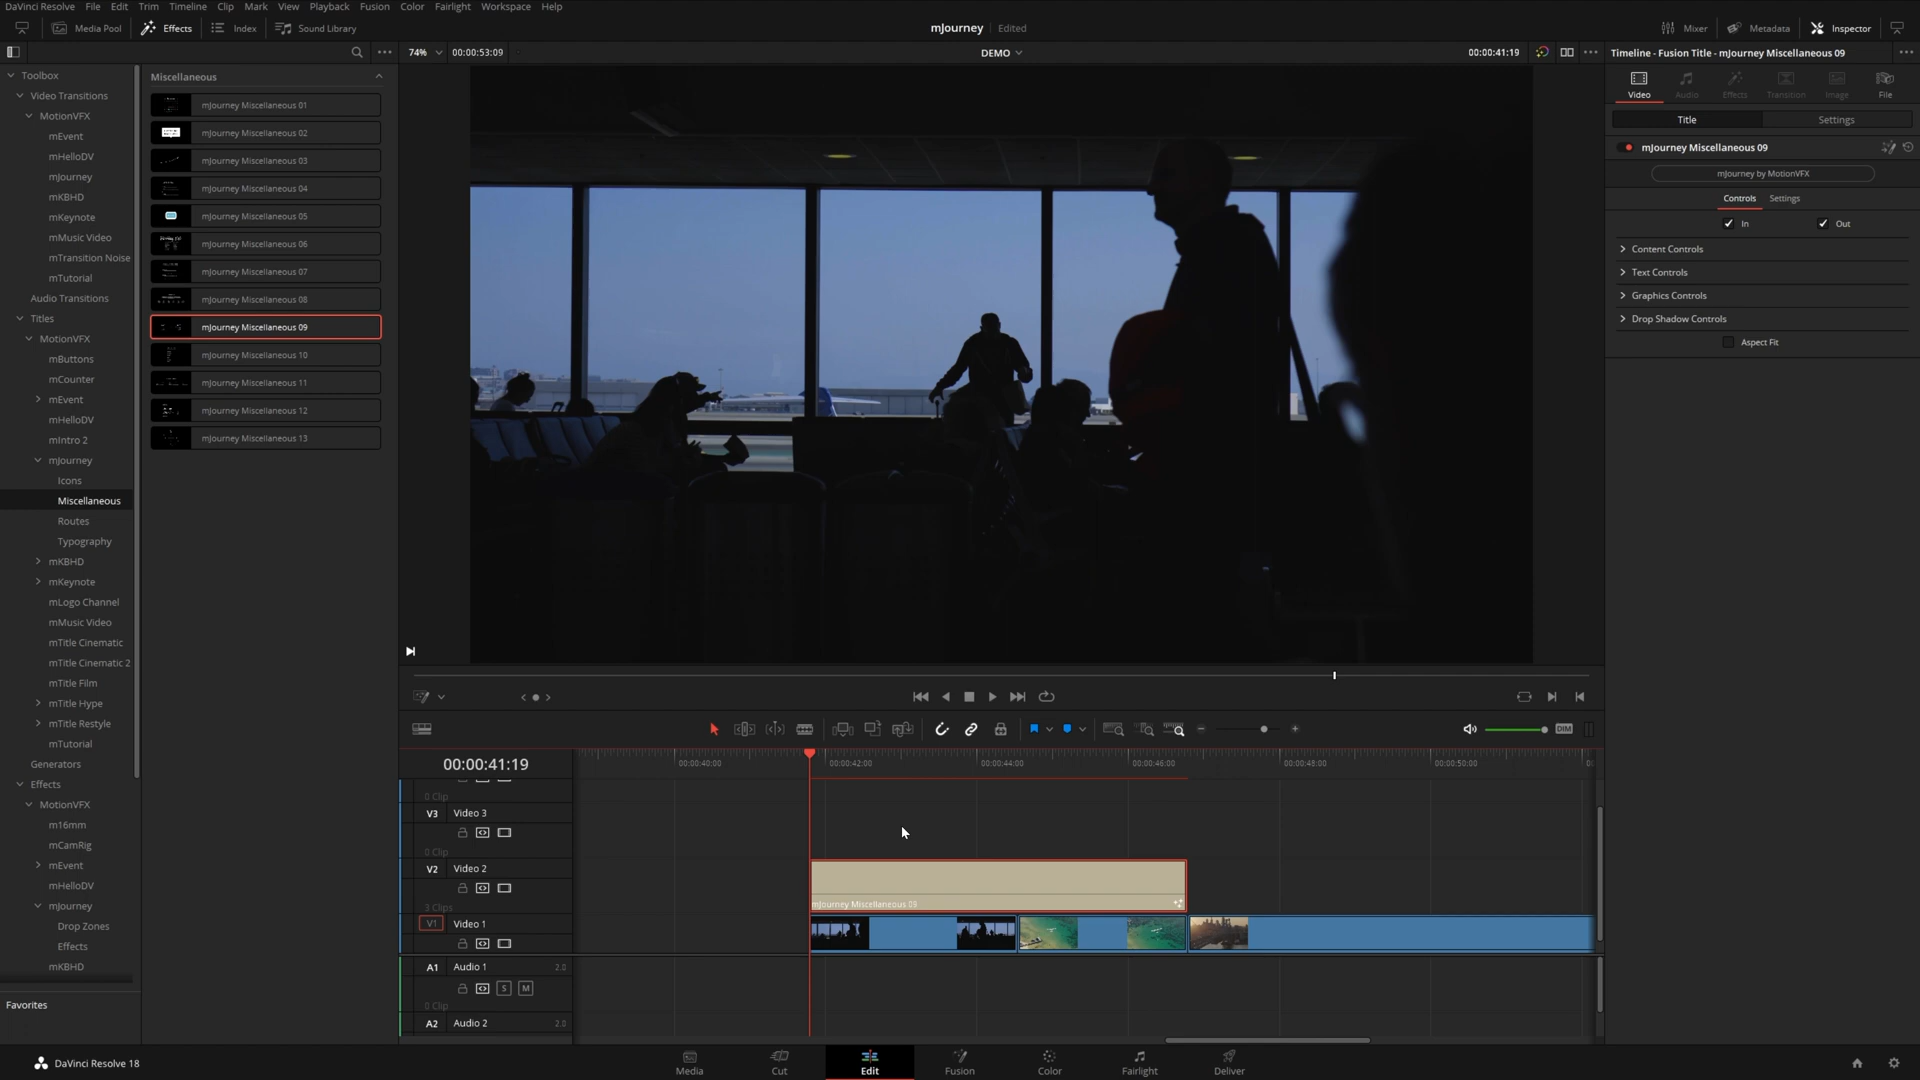 DaVinci Resolve File Edit Trim Timeline Clip Mark View Playback Fusion Color Fairlight Workspace Help
Media Pool Effects Index Sound Library
mJourney Edited
Mixer Metadata Inspector
74% 00:00:53:09 DEMO 00:00:41:19
Timeline - Fusion Title - mJourney Miscellaneous 09
Toolbox
Video Transitions
MotionVFX
mEvent
mHelloDV
mJourney
mKBHD
mKeynote
mMusic Video
mTransition Noise
mTutorial
Audio Transitions
Titles
MotionVFX
mButtons
mCounter
mEvent
mHelloDV
mIntro 2
mJourney
Icons
Miscellaneous
Routes
Typography
mKBHD
mKeynote
mLogo Channel
mMusic Video
mTitle Cinematic
mTitle Cinematic 2
mTitle Film
mTitle Hype
mTitle Restyle
mTutorial
Generators
Effects
MotionVFX
m16mm
mCamRig
mEvent
mHelloDV
mJourney
Drop Zones
Effects
mKBHD
Favorites
Miscellaneous
mJourney Miscellaneous 01
mJourney Miscellaneous 02
mJourney Miscellaneous 03
mJourney Miscellaneous 04
mJourney Miscellaneous 05
mJourney Miscellaneous 06
mJourney Miscellaneous 07
mJourney Miscellaneous 08
mJourney Miscellaneous 09
mJourney Miscellaneous 10
mJourney Miscellaneous 11
mJourney Miscellaneous 12
mJourney Miscellaneous 13
Video Audio Effects Transition Image File
Title Settings
mJourney Miscellaneous 09
mJourney by MotionVFX
Controls Settings
In Out
Content Controls
Text Controls
Graphics Controls
Drop Shadow Controls
Aspect Fit
DIM
00:00:41:19
00:00:40:00 00:00:42:00 00:00:44:00 00:00:46:00 00:00:48:00 00:00:50:00
0 Clip
V3 Video 3
0 Clip
V2 Video 2
3 Clips
mJourney Miscellaneous 09
V1 Video 1
A1 Audio 1 2.0
S M
0 Clip
A2 Audio 2 2.0
DaVinci Resolve 18
Media Cut Edit Fusion Color Fairlight Deliver